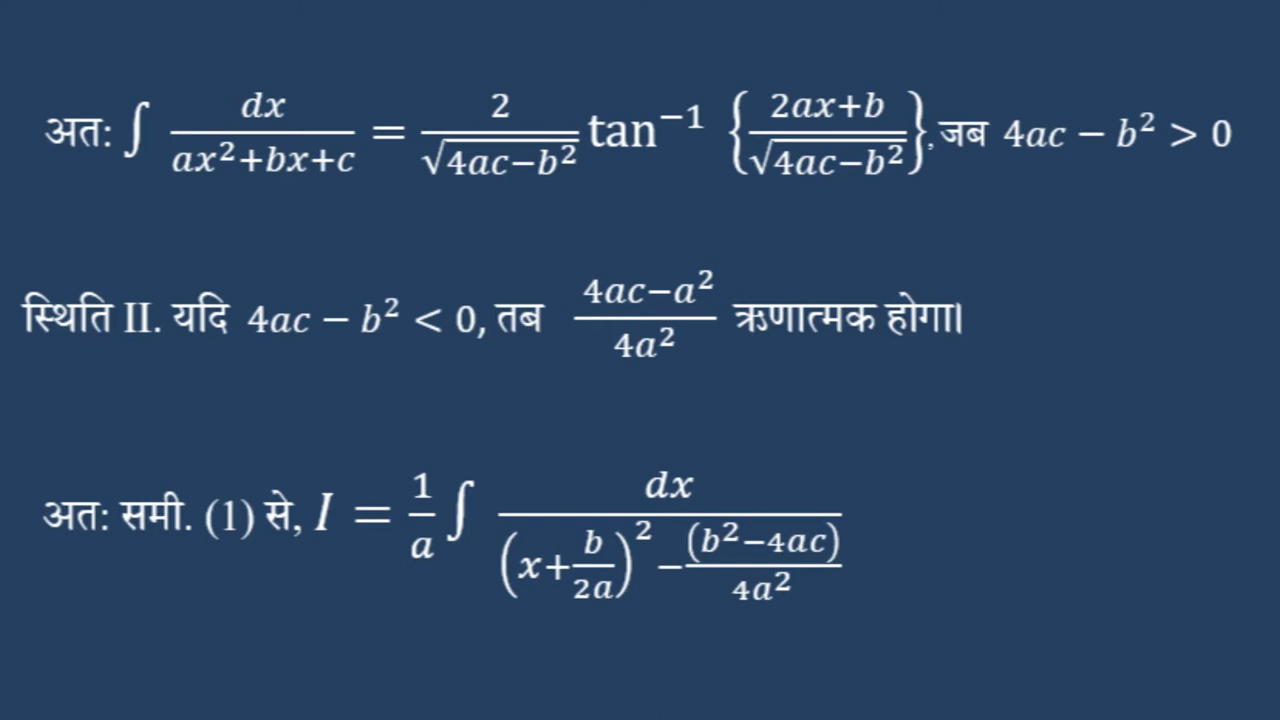 अत: ∫ dx/(ax²+bx+c) = 2/√(4ac−b²) tan⁻¹ {(2ax+b)/√(4ac−b²)}, जब 4ac − b² > 0
स्थिति II. यदि 4ac − b² < 0, तब (4ac−a²)/4a² ऋणात्मक होगा।
अत: समी. (1) से, I = 1/a ∫ dx/((x+b/2a)² − (b²−4ac)/4a²)